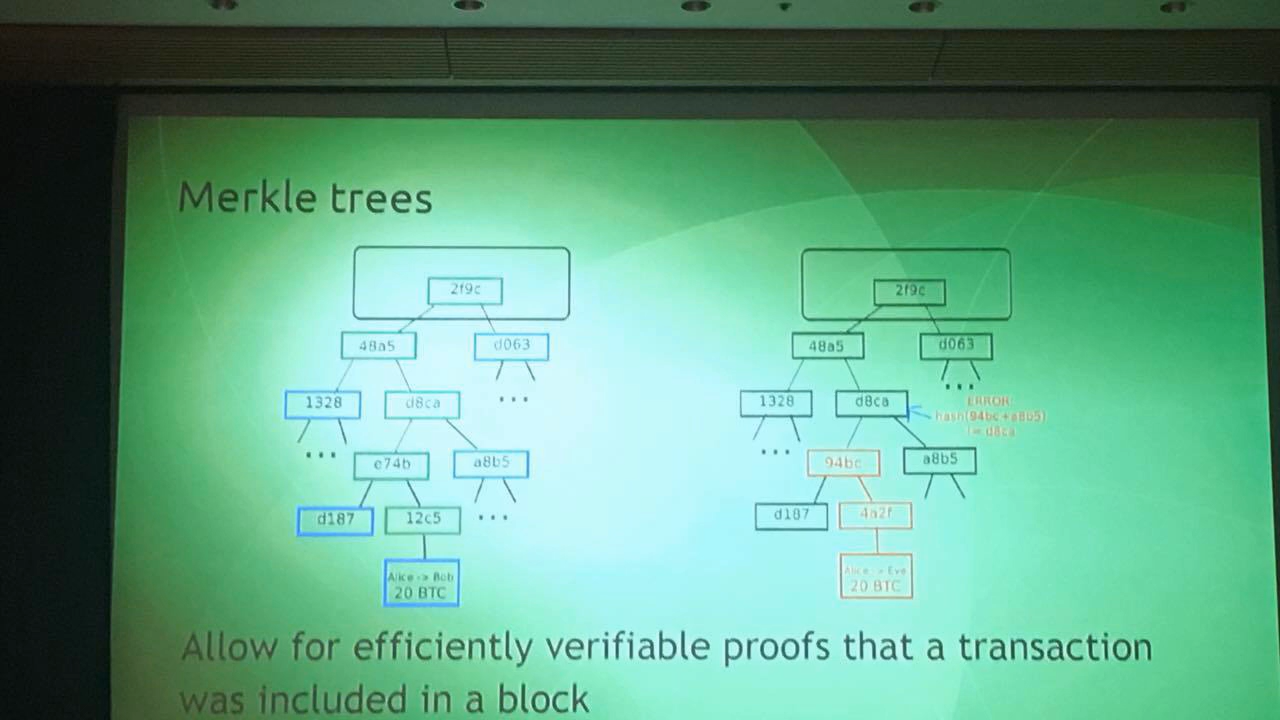 Merkle trees
2f9c
48a5
d063
1328
d8ca
...
...
e74b
a8b5
d187
12c5
...
Alice -> Bob
20 BTC
2f9c
48a5
d063
1328
d8ca
...
ERROR:
hash(94bc+a8b5)
!= d8ca
...
94bc
a8b5
d187
4a2f
Alice -> Eve
20 BTC
Allow for efficiently verifiable proofs that a transaction
was included in a block